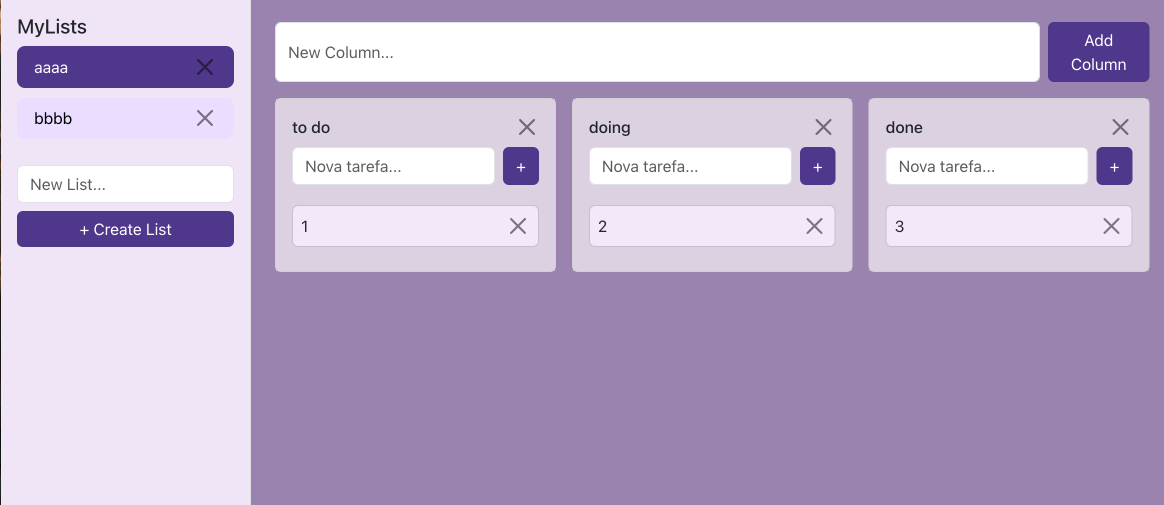 MyLists
aaaa
bbbb
New List...
+ Create List
New Column...
Add
Column
to do
Nova tarefa...
+
1
doing
Nova tarefa...
+
2
done
Nova tarefa...
+
3